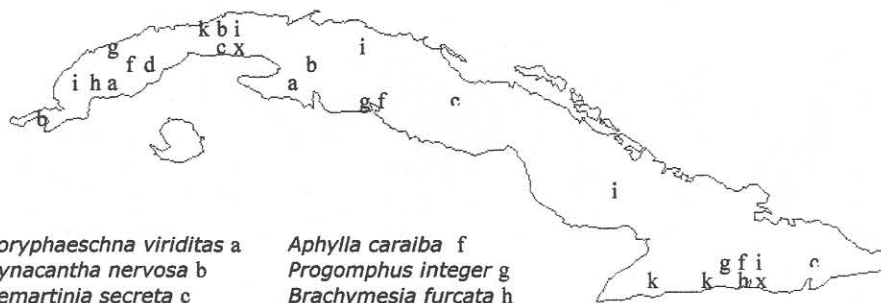 k b i
g c x i
f d b
i h a a
g f c
b
i
oryphaeschna viriditas a Aphylla caraiba f
g f i c
ynacantha nervosa b Progomphus integer g
k k h x
emartinia secreta c Brachymesia furcata h